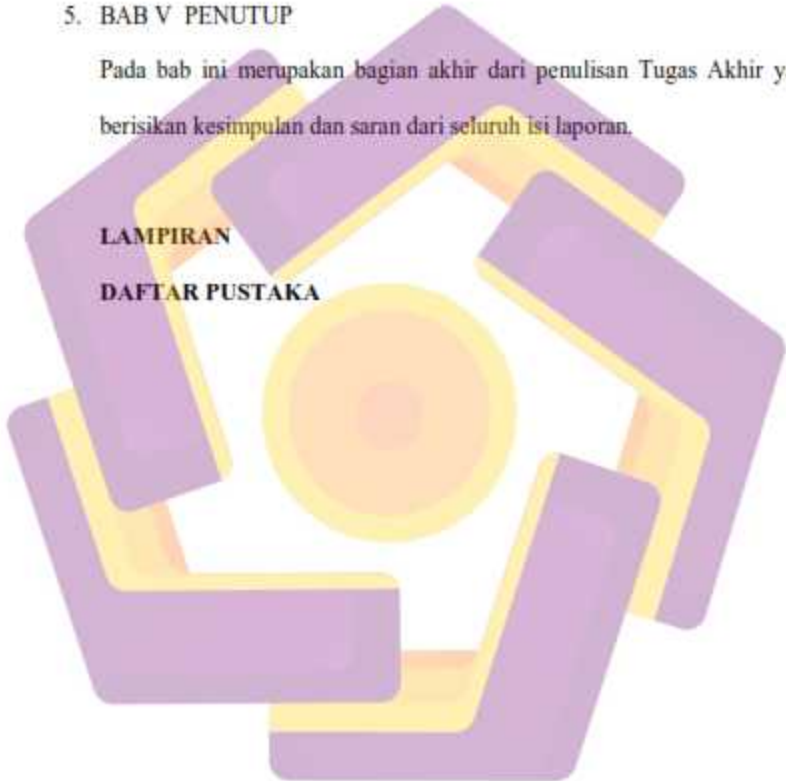 5. BAB V PENUTUP
Pada bab ini merupakan bagian akhir dari penulisan Tugas Akhir y
berisikan kesimpulan dan saran dari seluruh isi laporan.
LAMPIRAN
DAFTAR PUSTAKA